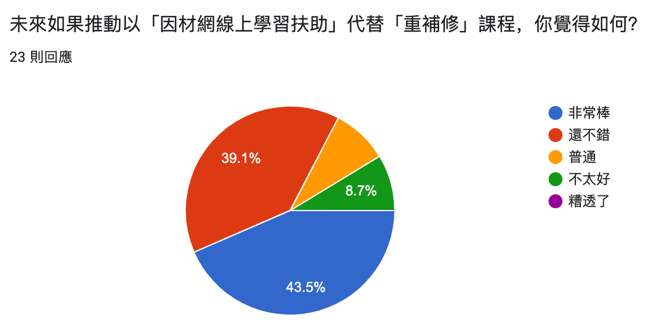 未來如果推動以「因材網線上學習扶助」代替「重補修」課程，你覺得如何?
23 則回應
非常棒
還不錯
普通
不太好
糟透了
39.1%
8.7%
43.5%